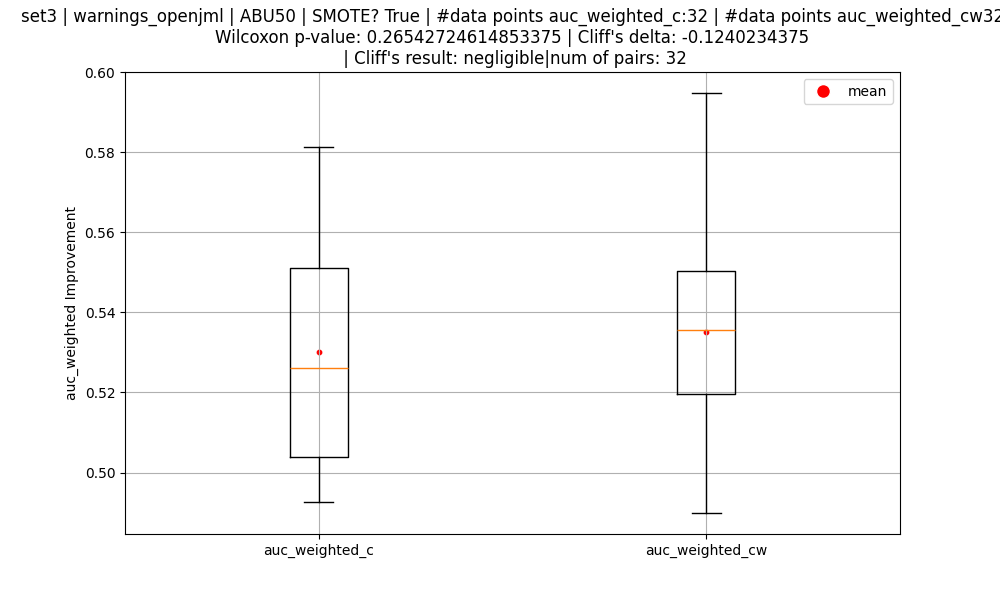 set3 | warnings_openjml | ABU50 | SMOTE? True | #data points auc_weighted_c:32 | #data points auc_weighted_cw32
Wilcoxon p-value: 0.26542724614853375 | Cliff's delta: -0.1240234375
| Cliff's result: negligible|num of pairs: 32
mean
0.60
0.58
0.56
0.54
0.52
0.50
auc_weighted Improvement
auc_weighted_c
auc_weighted_cw